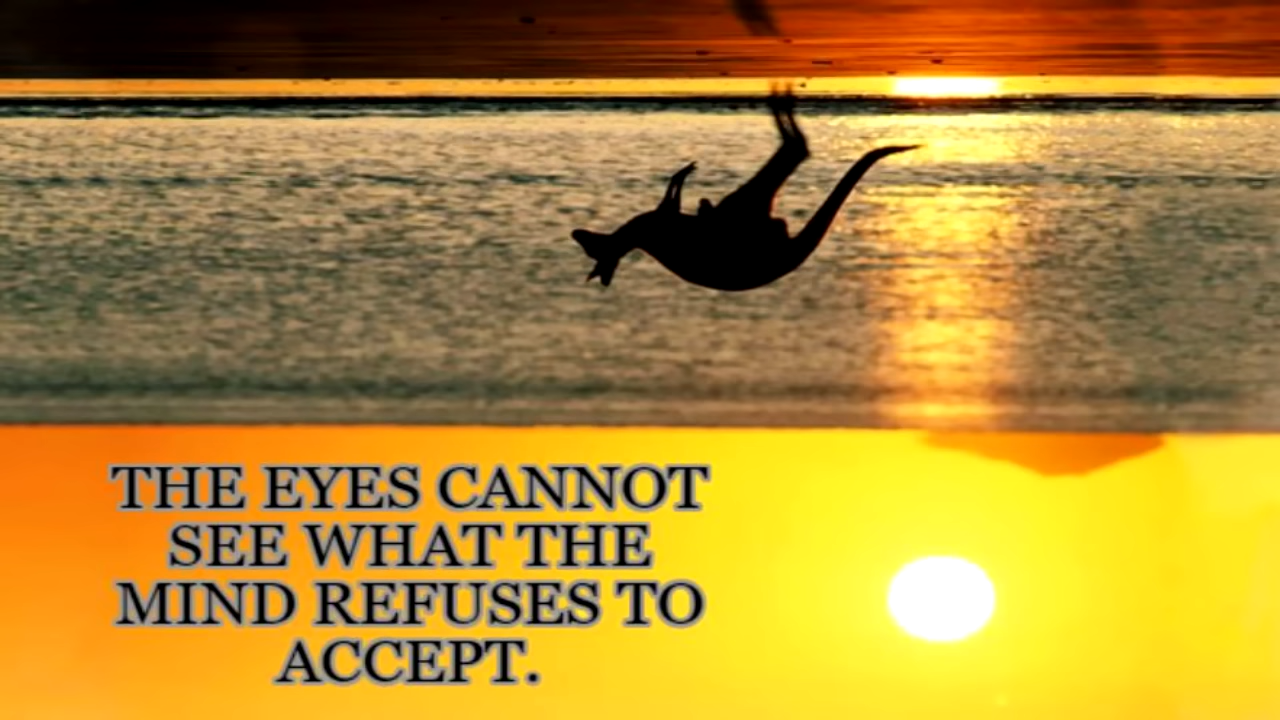 THE EYES CANNOT
SEE WHAT THE
MIND REFUSES TO
ACCEPT.